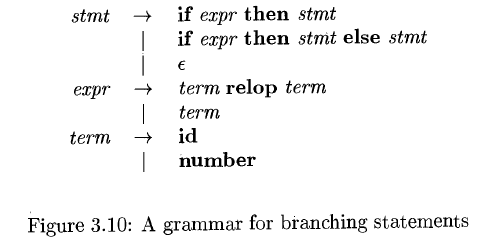 stmt → if expr then stmt
| if expr then stmt else stmt
| ϵ
expr → term relop term
| term
term → id
| number
Figure 3.10: A grammar for branching statements